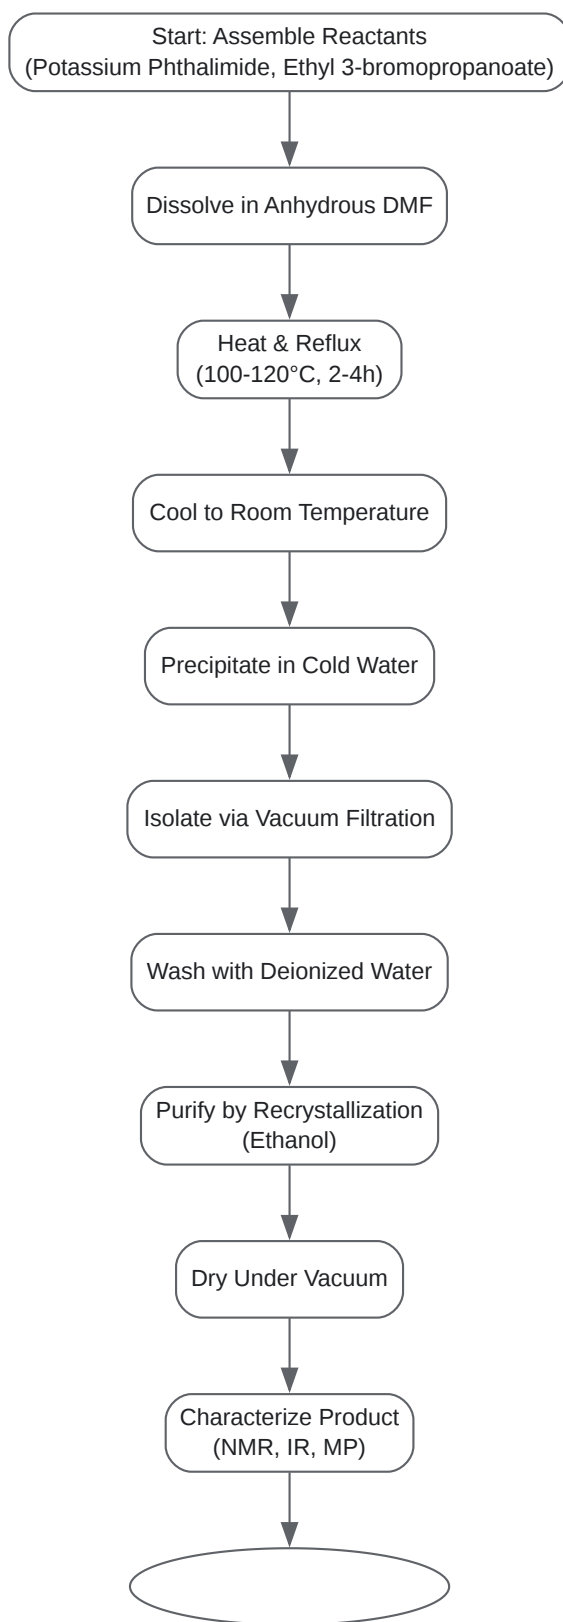 Start: Assemble Reactants
(Potassium Phthalimide, Ethyl 3-bromopropanoate)
Dissolve in Anhydrous DMF
Heat & Reflux
(100-120°C, 2-4h)
Cool to Room Temperature
Precipitate in Cold Water
Isolate via Vacuum Filtration
Wash with Deionized Water
Purify by Recrystallization
(Ethanol)
Dry Under Vacuum
Characterize Product
(NMR, IR, MP)